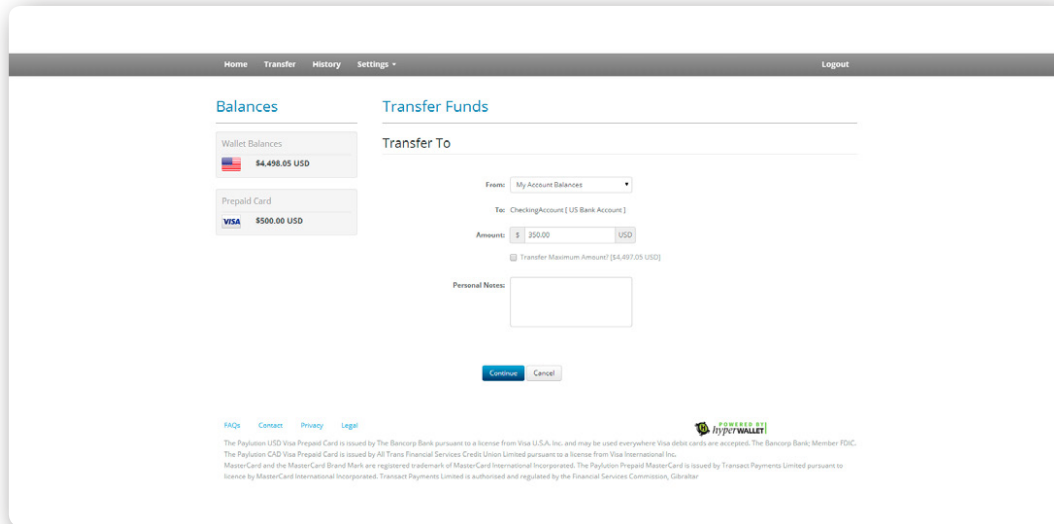 Home Transfer History Settings
Logout
Balances
Wallet Balances
$4,498.05 USD
Prepaid Card
VISA $500.00 USD
Transfer Funds
Transfer To
From: My Account Balances
To: CheckingAccount [ US Bank Account ]
Amount: $ 350.00 USD
Transfer Maximum Amount? [$4,497.05 USD]
Personal Notes:
Continue Cancel
FAQs Contact Privacy Legal
POWERED BY
hyperWALLET
The Paylution USD Visa Prepaid Card is issued by The Bancorp Bank pursuant to a license from Visa U.S.A. Inc. and may be used everywhere Visa debit cards are accepted. The Bancorp Bank; Member FDIC.
The Paylution CAD Visa Prepaid Card is issued by All Trans Financial Services Credit Union Limited pursuant to a license from Visa International Inc.
MasterCard and the MasterCard Brand Mark are registered trademark of MasterCard International Incorporated. The Paylution Prepaid MasterCard is issued by Transact Payments Limited pursuant to
licence by MasterCard International Incorporated. Transact Payments Limited is authorised and regulated by the Financial Services Commission, Gibraltar